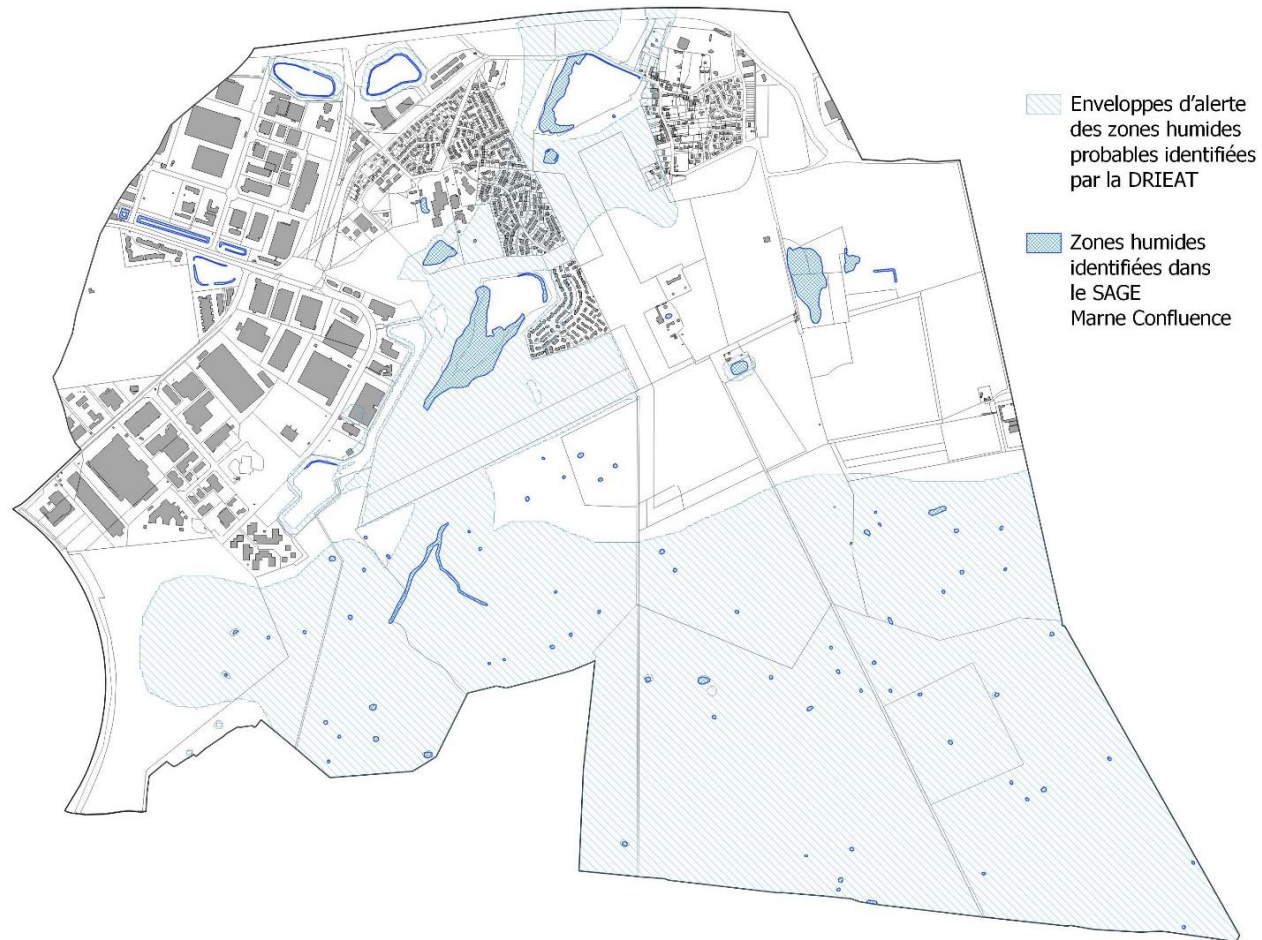 Enveloppes d'alerte
des zones humides
probables identifiées
par la DRIEAT
Zones humides
identifiées dans
le SAGE
Marne Confluence